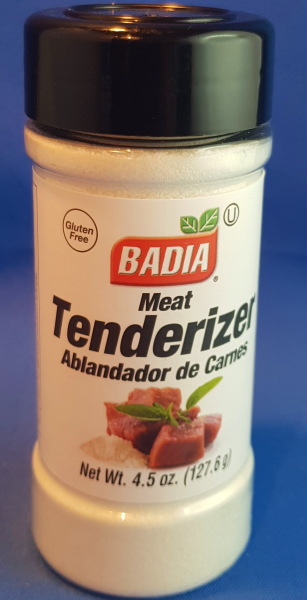 Gluten
Free
U
BADIA®
Meat
Tenderizer
Ablandador de Carnes
Net Wt. 4.5 oz. (127.6 g)